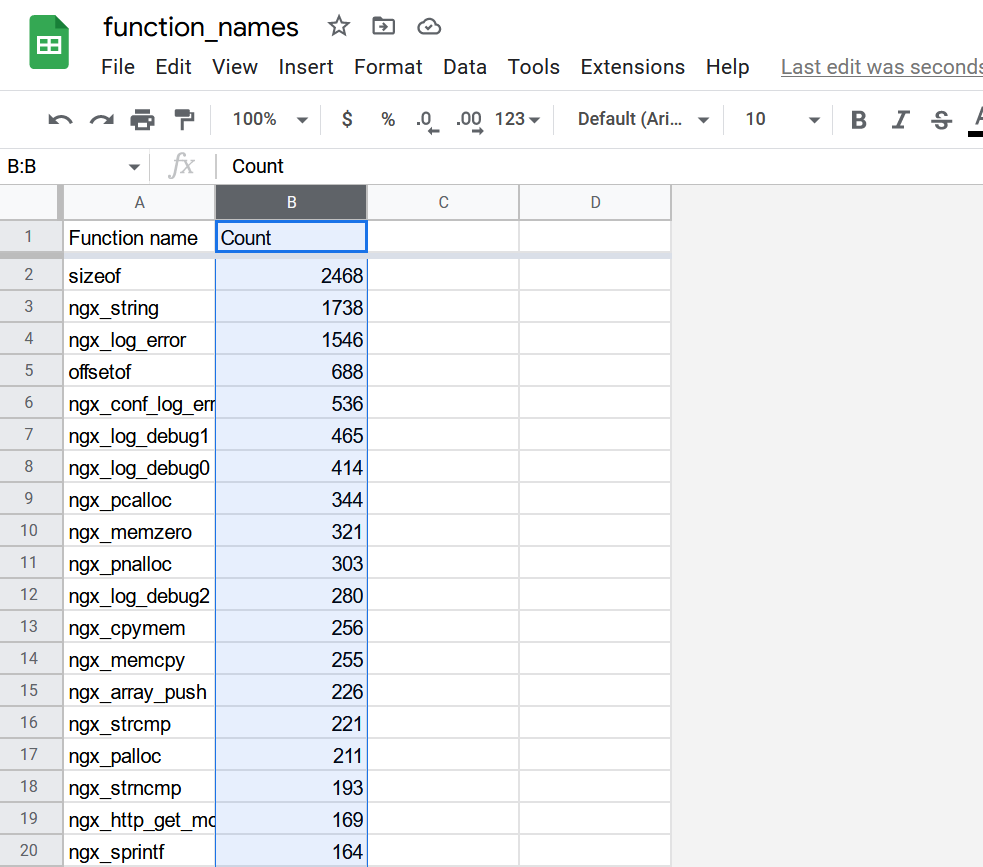 function_names
File Edit View Insert Format Data Tools Extensions Help Last edit was seconds
100% $ % .0 .00 123 Default (Ari... 10 B I S A
B:B fx Count
A B C D
1 Function name Count
2 sizeof 2468
3 ngx_string 1738
4 ngx_log_error 1546
5 offsetof 688
6 ngx_conf_log_err 536
7 ngx_log_debug1 465
8 ngx_log_debug0 414
9 ngx_pcalloc 344
10 ngx_memzero 321
11 ngx_pnalloc 303
12 ngx_log_debug2 280
13 ngx_cpymem 256
14 ngx_memcpy 255
15 ngx_array_push 226
16 ngx_strcmp 221
17 ngx_palloc 211
18 ngx_strncmp 193
19 ngx_http_get_mo 169
20 ngx_sprintf 164